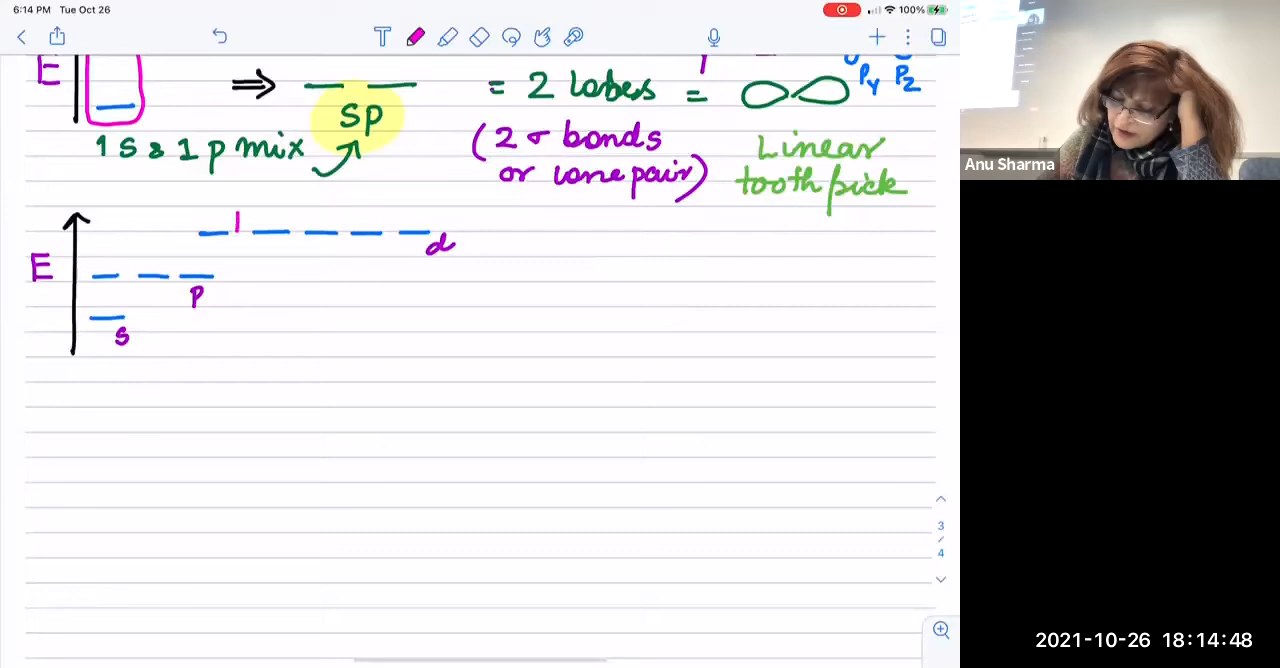 6:14 PM Tue Oct 26
100%
E
⇒ — — = 2 Lobes =
Py Pz
sp
1 s & 1 p mix
(2 σ bonds
or lone pair)
Linear
tooth pick
Anu Sharma
E
d
p
s
3
/
4
2021-10-26 18:14:48